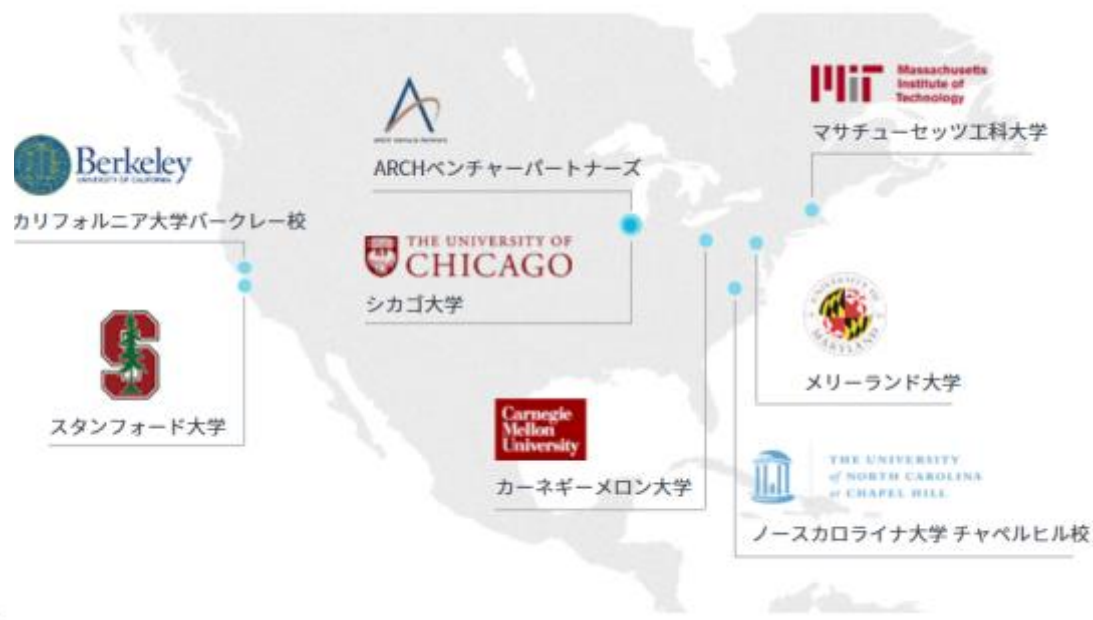 MiT
Massachusetts
Institute of
Technology
マサチューセッツ工科大学
ARCHベンチャーパートナーズ
Berkeley
UNIVERSITY OF CALIFORNIA
カリフォルニア大学バークレー校
THE UNIVERSITY OF
CHICAGO
シカゴ大学
S
スタンフォード大学
UNIVERSITY OF
MARYLAND
メリーランド大学
Carnegie
Mellon
University
カーネギーメロン大学
THE UNIVERSITY
of NORTH CAROLINA
at CHAPEL HILL
ノースカロライナ大学 チャペルヒル校